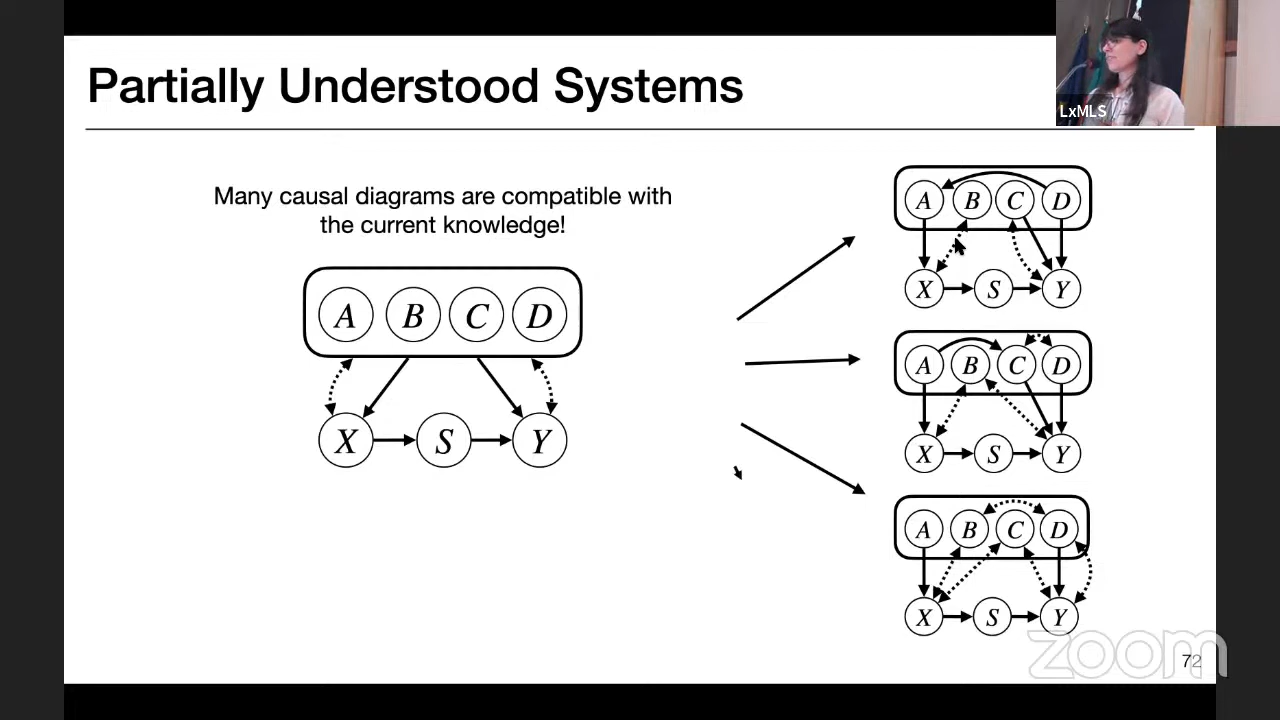 Partially Understood Systems
LxMLS
Many causal diagrams are compatible with
the current knowledge!
A B C D
X S Y
A B C D
X S Y
A B C D
X S Y
A B C D
X S Y
zoom
72